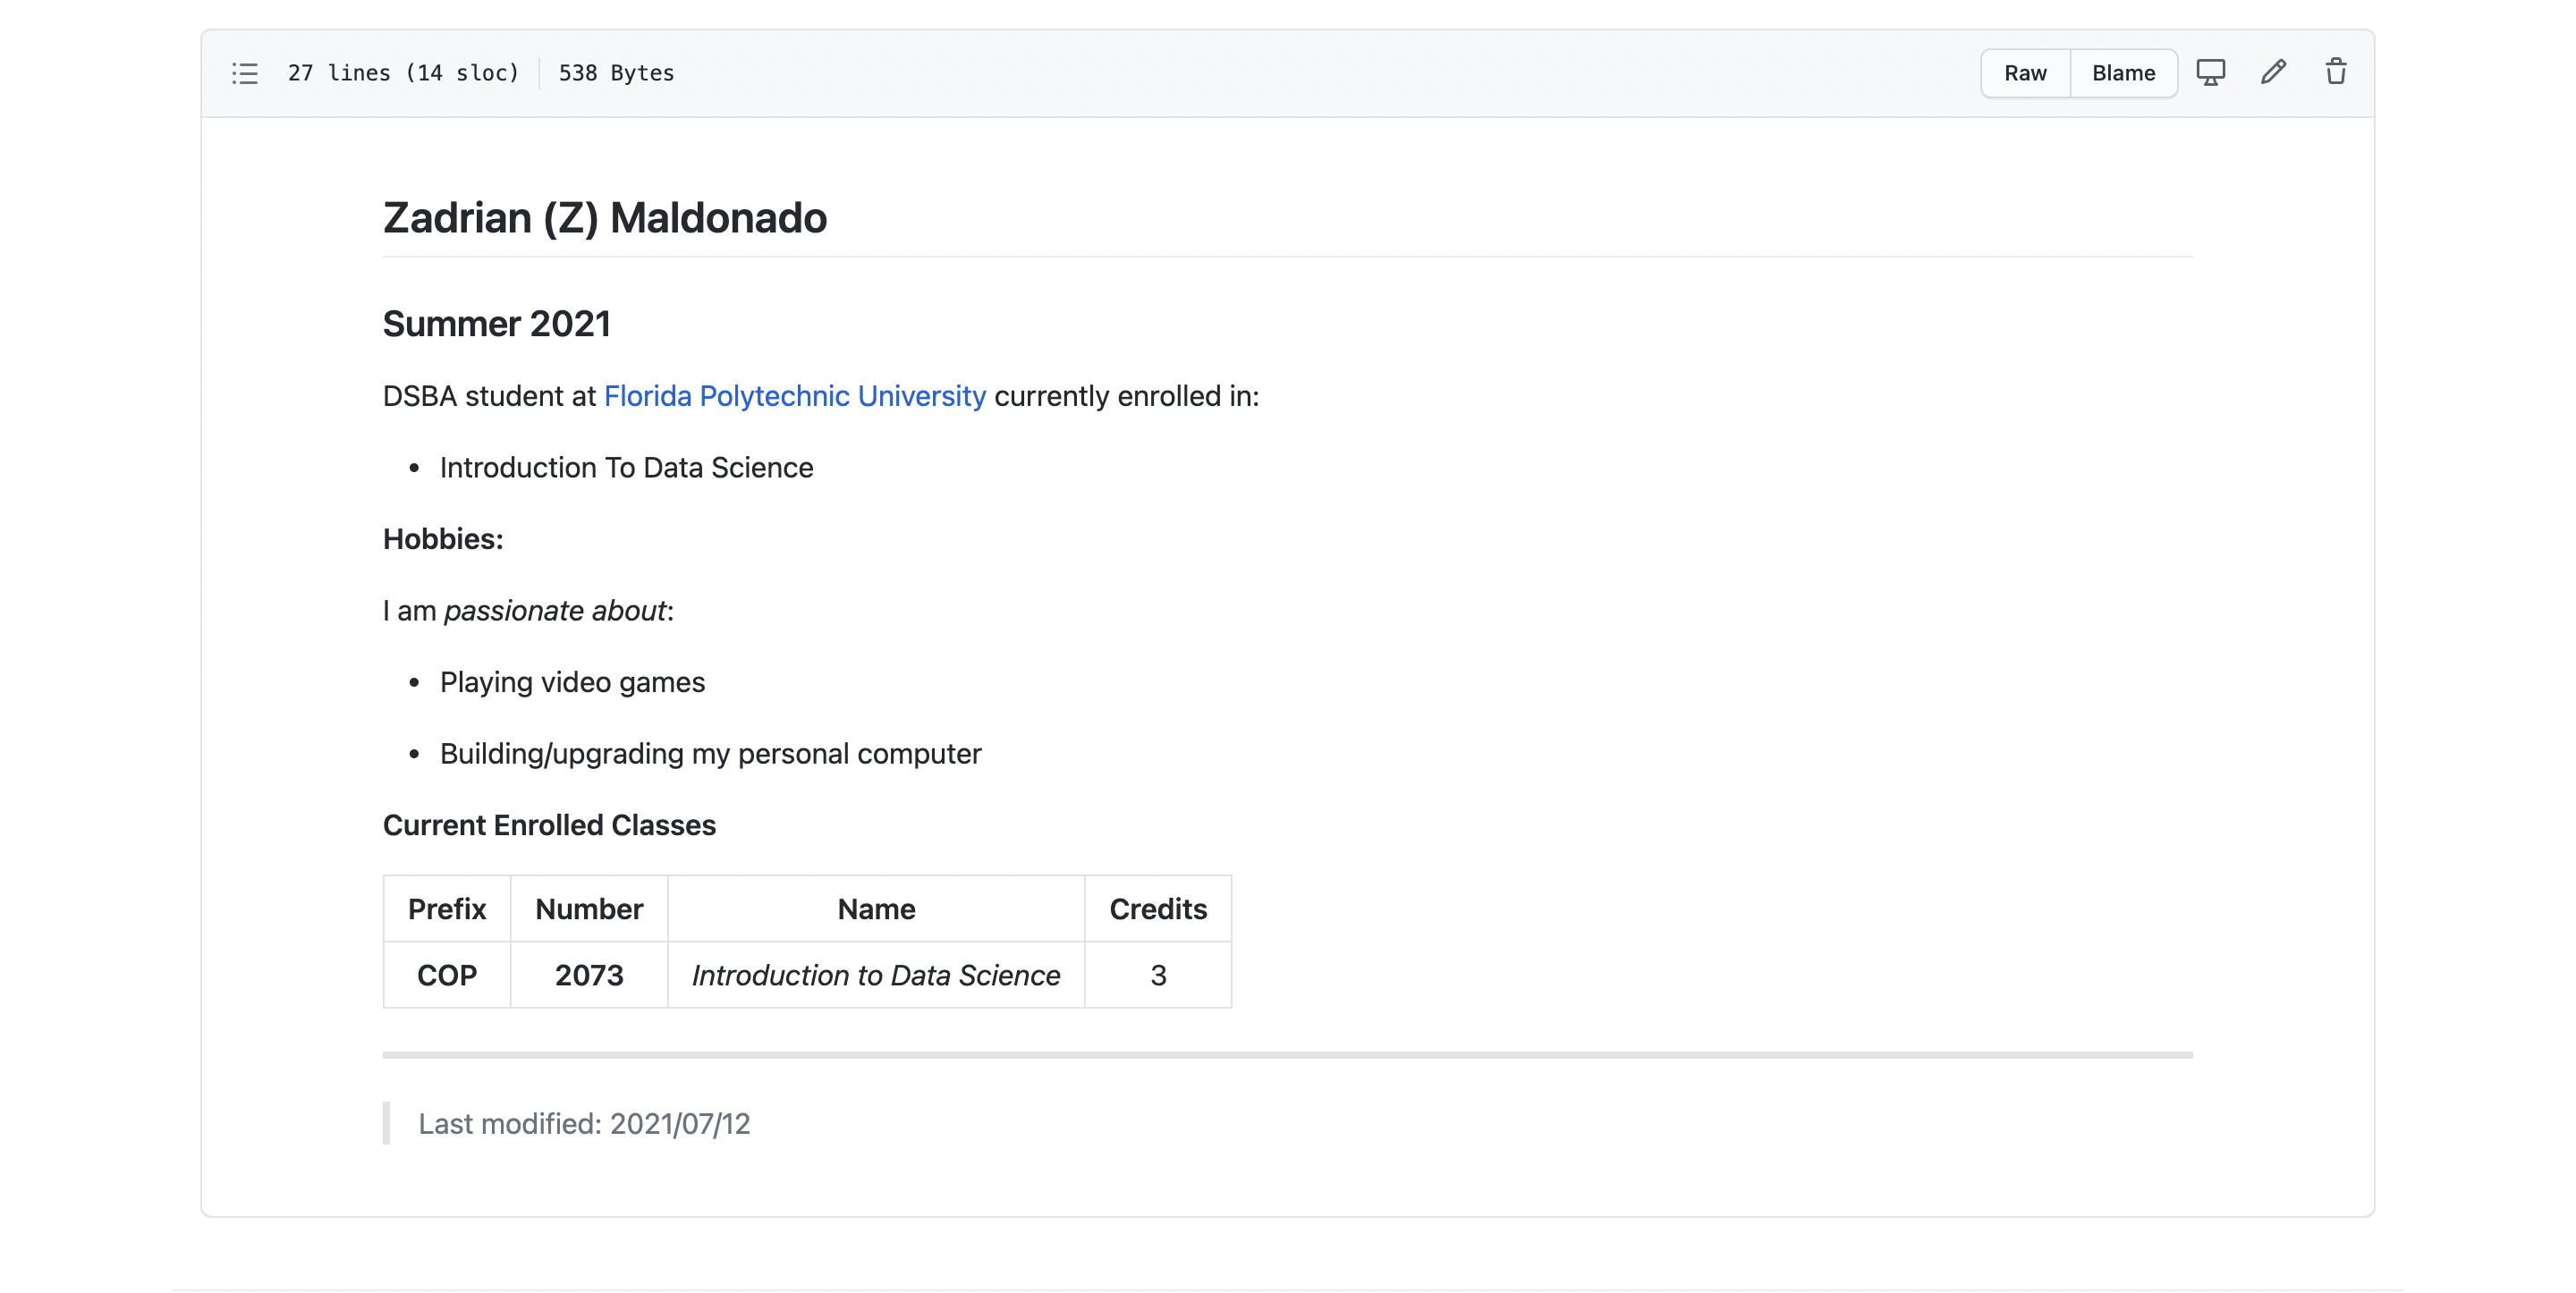 27 lines (14 sloc) 538 Bytes Raw Blame
Zadrian (Z) Maldonado
Summer 2021
DSBA student at Florida Polytechnic University currently enrolled in:
• Introduction To Data Science
Hobbies:
I am passionate about:
• Playing video games
• Building/upgrading my personal computer
Current Enrolled Classes
Prefix Number Name Credits
COP 2073 Introduction to Data Science 3
Last modified: 2021/07/12